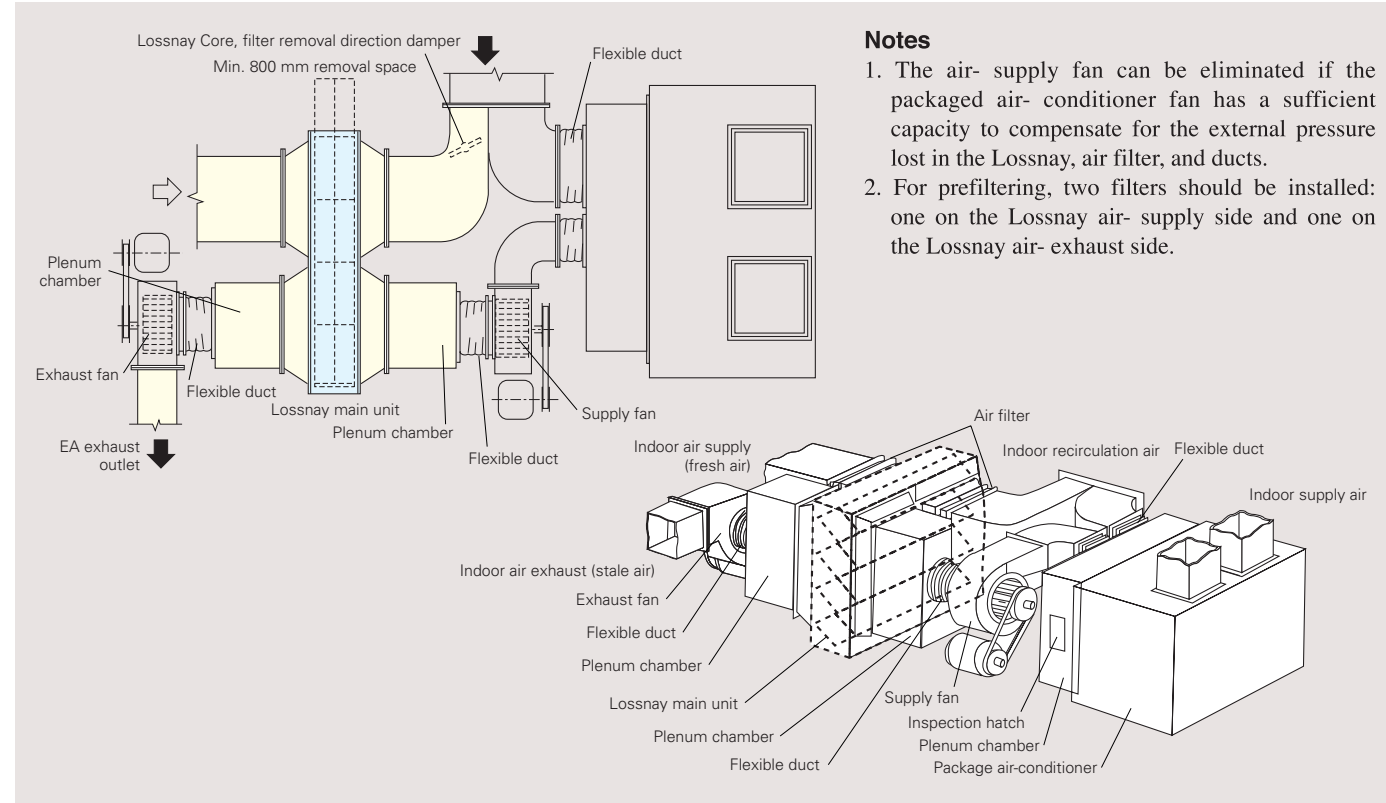 Lossnay Core, filter removal direction damper
Min. 800 mm removal space
Flexible duct
Plenum
chamber
Exhaust fan
Flexible duct
Lossnay main unit
Plenum chamber
Supply fan
Flexible duct
EA exhaust
outlet
Notes
1. The air- supply fan can be eliminated if the
packaged air- conditioner fan has a sufficient
capacity to compensate for the external pressure
lost in the Lossnay, air filter, and ducts.
2. For prefiltering, two filters should be installed:
one on the Lossnay air- supply side and one on
the Lossnay air- exhaust side.
Air filter
Indoor air supply
(fresh air)
Indoor recirculation air
Flexible duct
Indoor supply air
Indoor air exhaust (stale air)
Exhaust fan
Flexible duct
Plenum chamber
Lossnay main unit
Plenum chamber
Flexible duct
Supply fan
Inspection hatch
Plenum chamber
Package air-conditioner